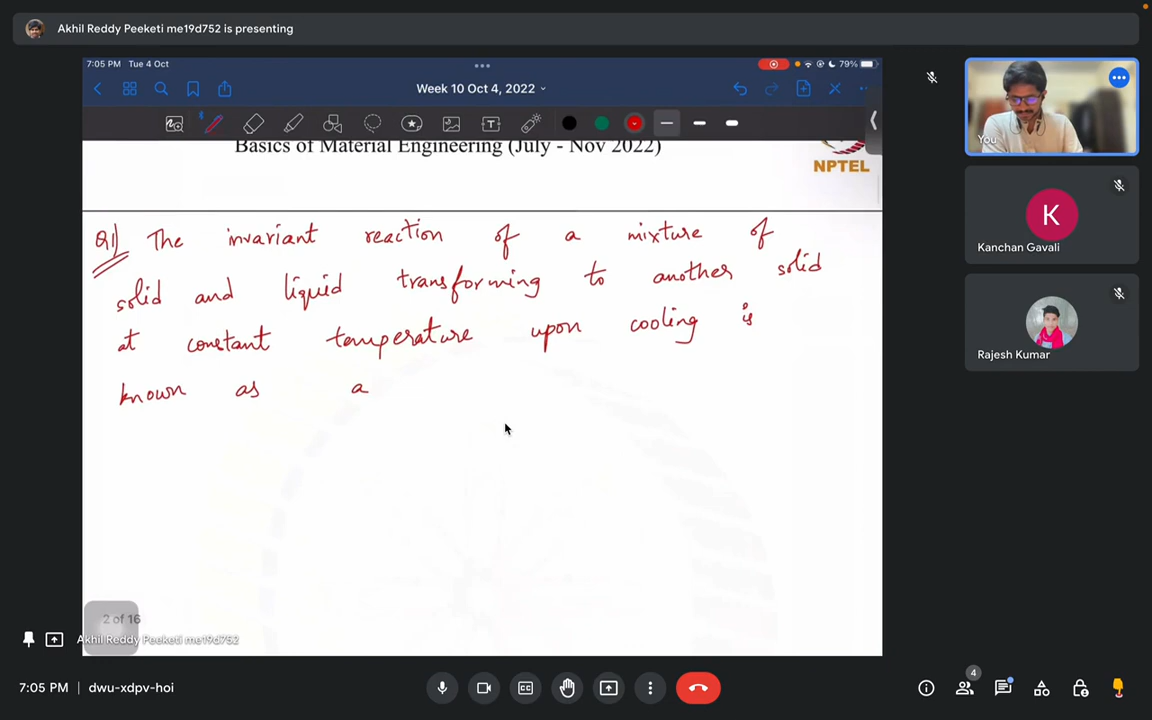 Akhil Reddy Peeketi me19d752 is presenting
7:05 PM Tue 4 Oct
79%
Week 10 Oct 4, 2022
Basics of Material Engineering (July - Nov 2022)
NPTEL
Q1) The invariant reaction of a mixture of
solid and liquid transforming to another solid
at constant temperature upon cooling is
known as a
2 of 16
Akhil Reddy Peeketi me19d752
You
K
Kanchan Gavali
Rajesh Kumar
7:05 PM | dwu-xdpv-hoi
4